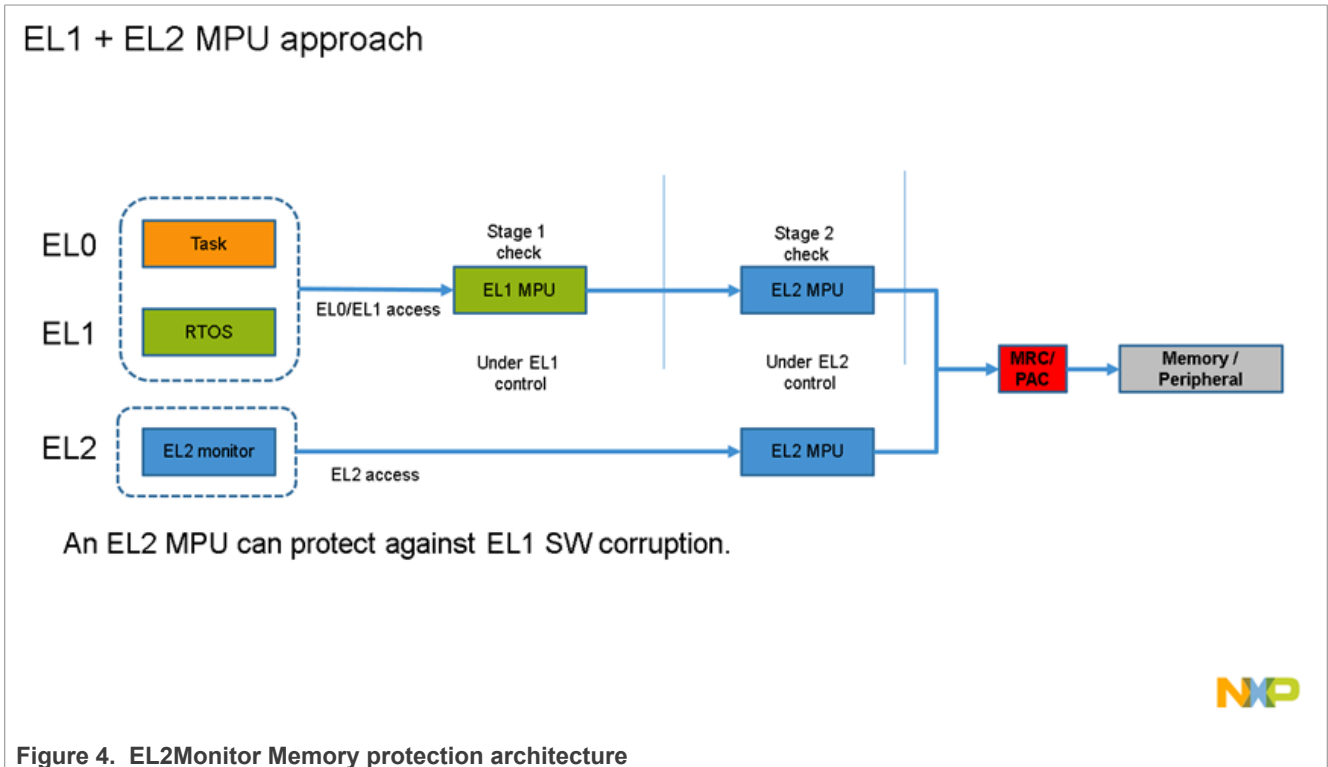 EL1 + EL2 MPU approach
EL0
Task
EL1
RTOS
EL0/EL1 access
Stage 1
check
EL1 MPU
Under EL1
control
Stage 2
check
EL2 MPU
Under EL2
control
MRC/
PAC
Memory /
Peripheral
EL2
EL2 monitor
EL2 access
EL2 MPU
An EL2 MPU can protect against EL1 SW corruption.
NXP
Figure 4. EL2Monitor Memory protection architecture